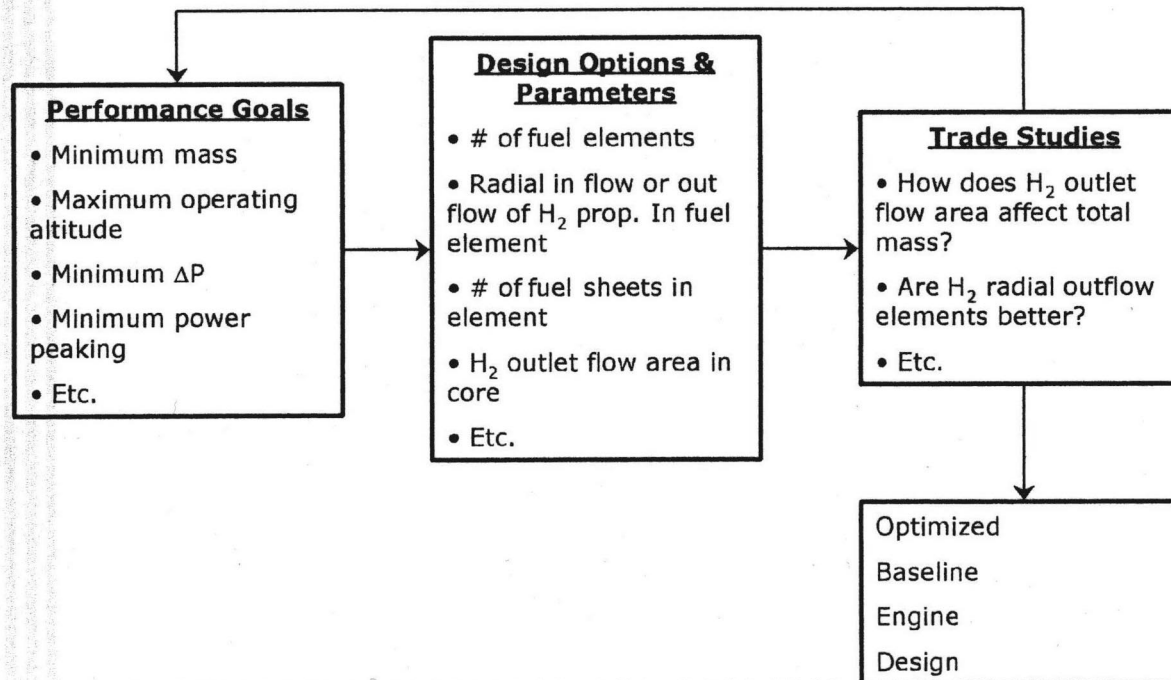 Performance Goals
• Minimum mass
• Maximum operating
altitude
• Minimum ΔP
• Minimum power
peaking
• Etc.
Design Options &
Parameters
• # of fuel elements
• Radial in flow or out
flow of H₂ prop. In fuel
element
• # of fuel sheets in
element
• H₂ outlet flow area in
core
• Etc.
Trade Studies
• How does H₂ outlet
flow area affect total
mass?
• Are H₂ radial outflow
elements better?
• Etc.
Optimized
Baseline
Engine
Design